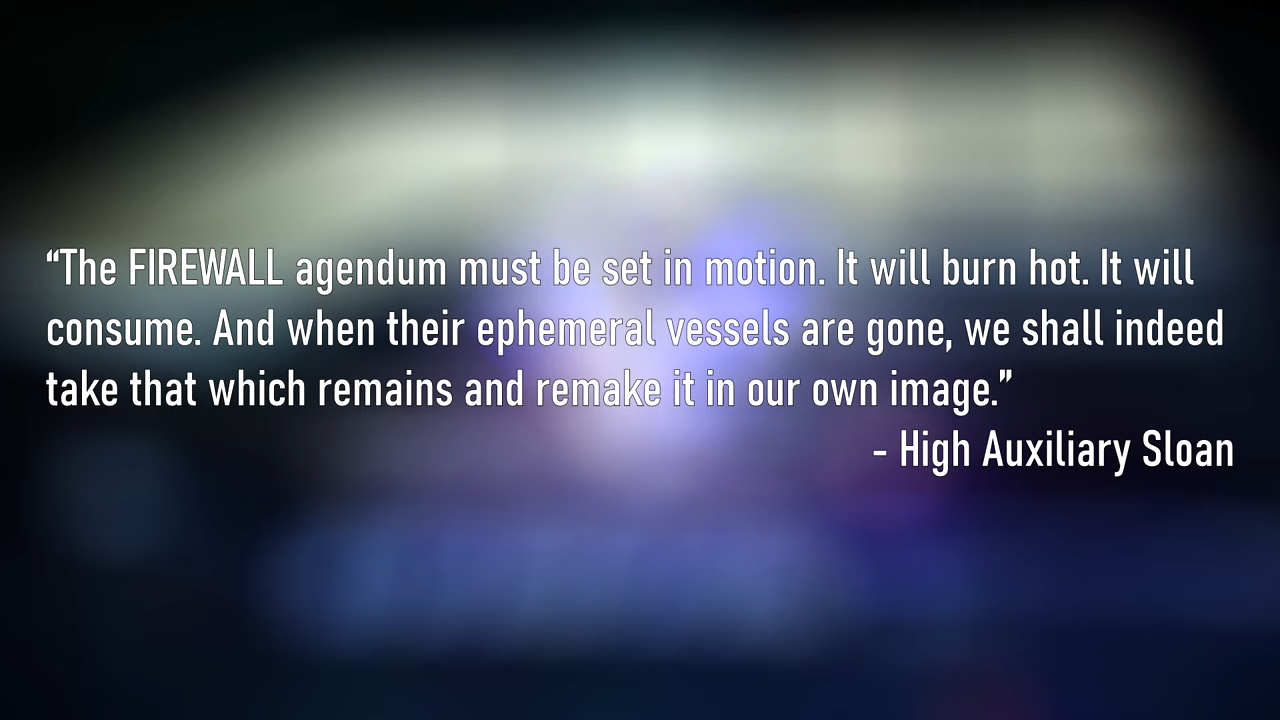 “The FIREWALL agendum must be set in motion. It will burn hot. It will
consume. And when their ephemeral vessels are gone, we shall indeed
take that which remains and remake it in our own image.”
- High Auxiliary Sloan